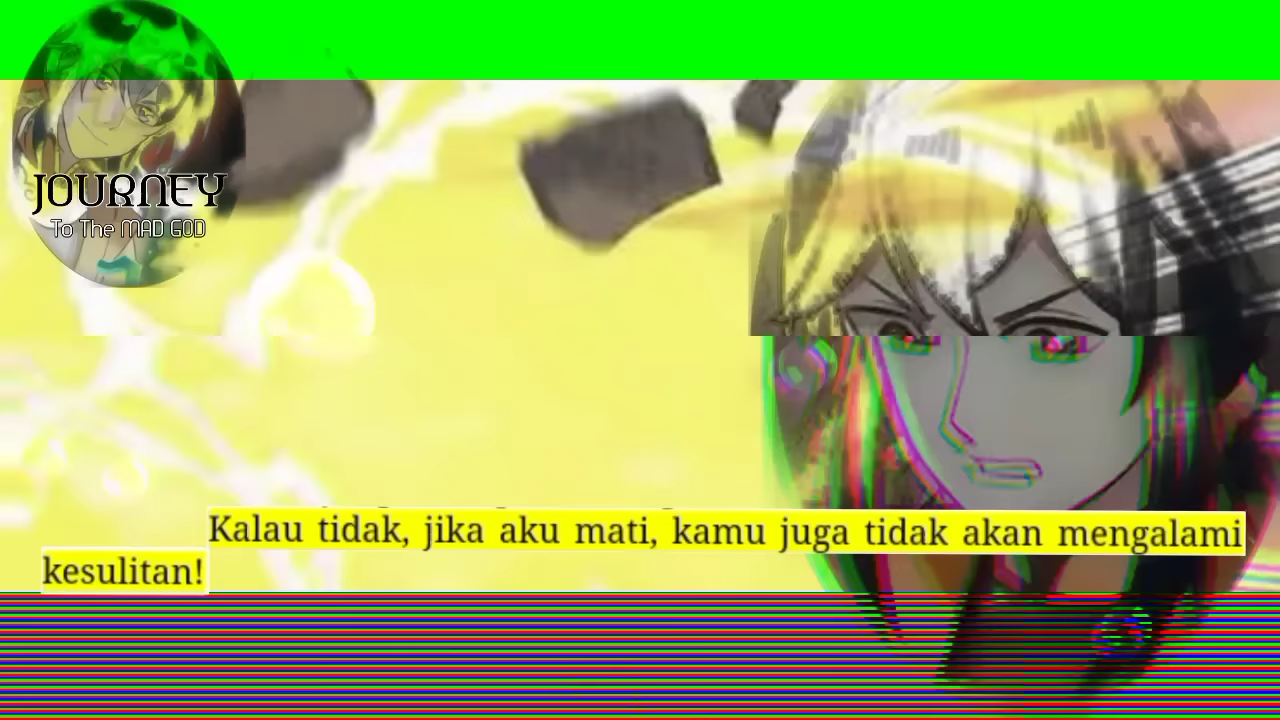 JOURNEY
To The MAD GOD
Kalau tidak, jika aku mati, kamu juga tidak akan mengalami
kesulitan!